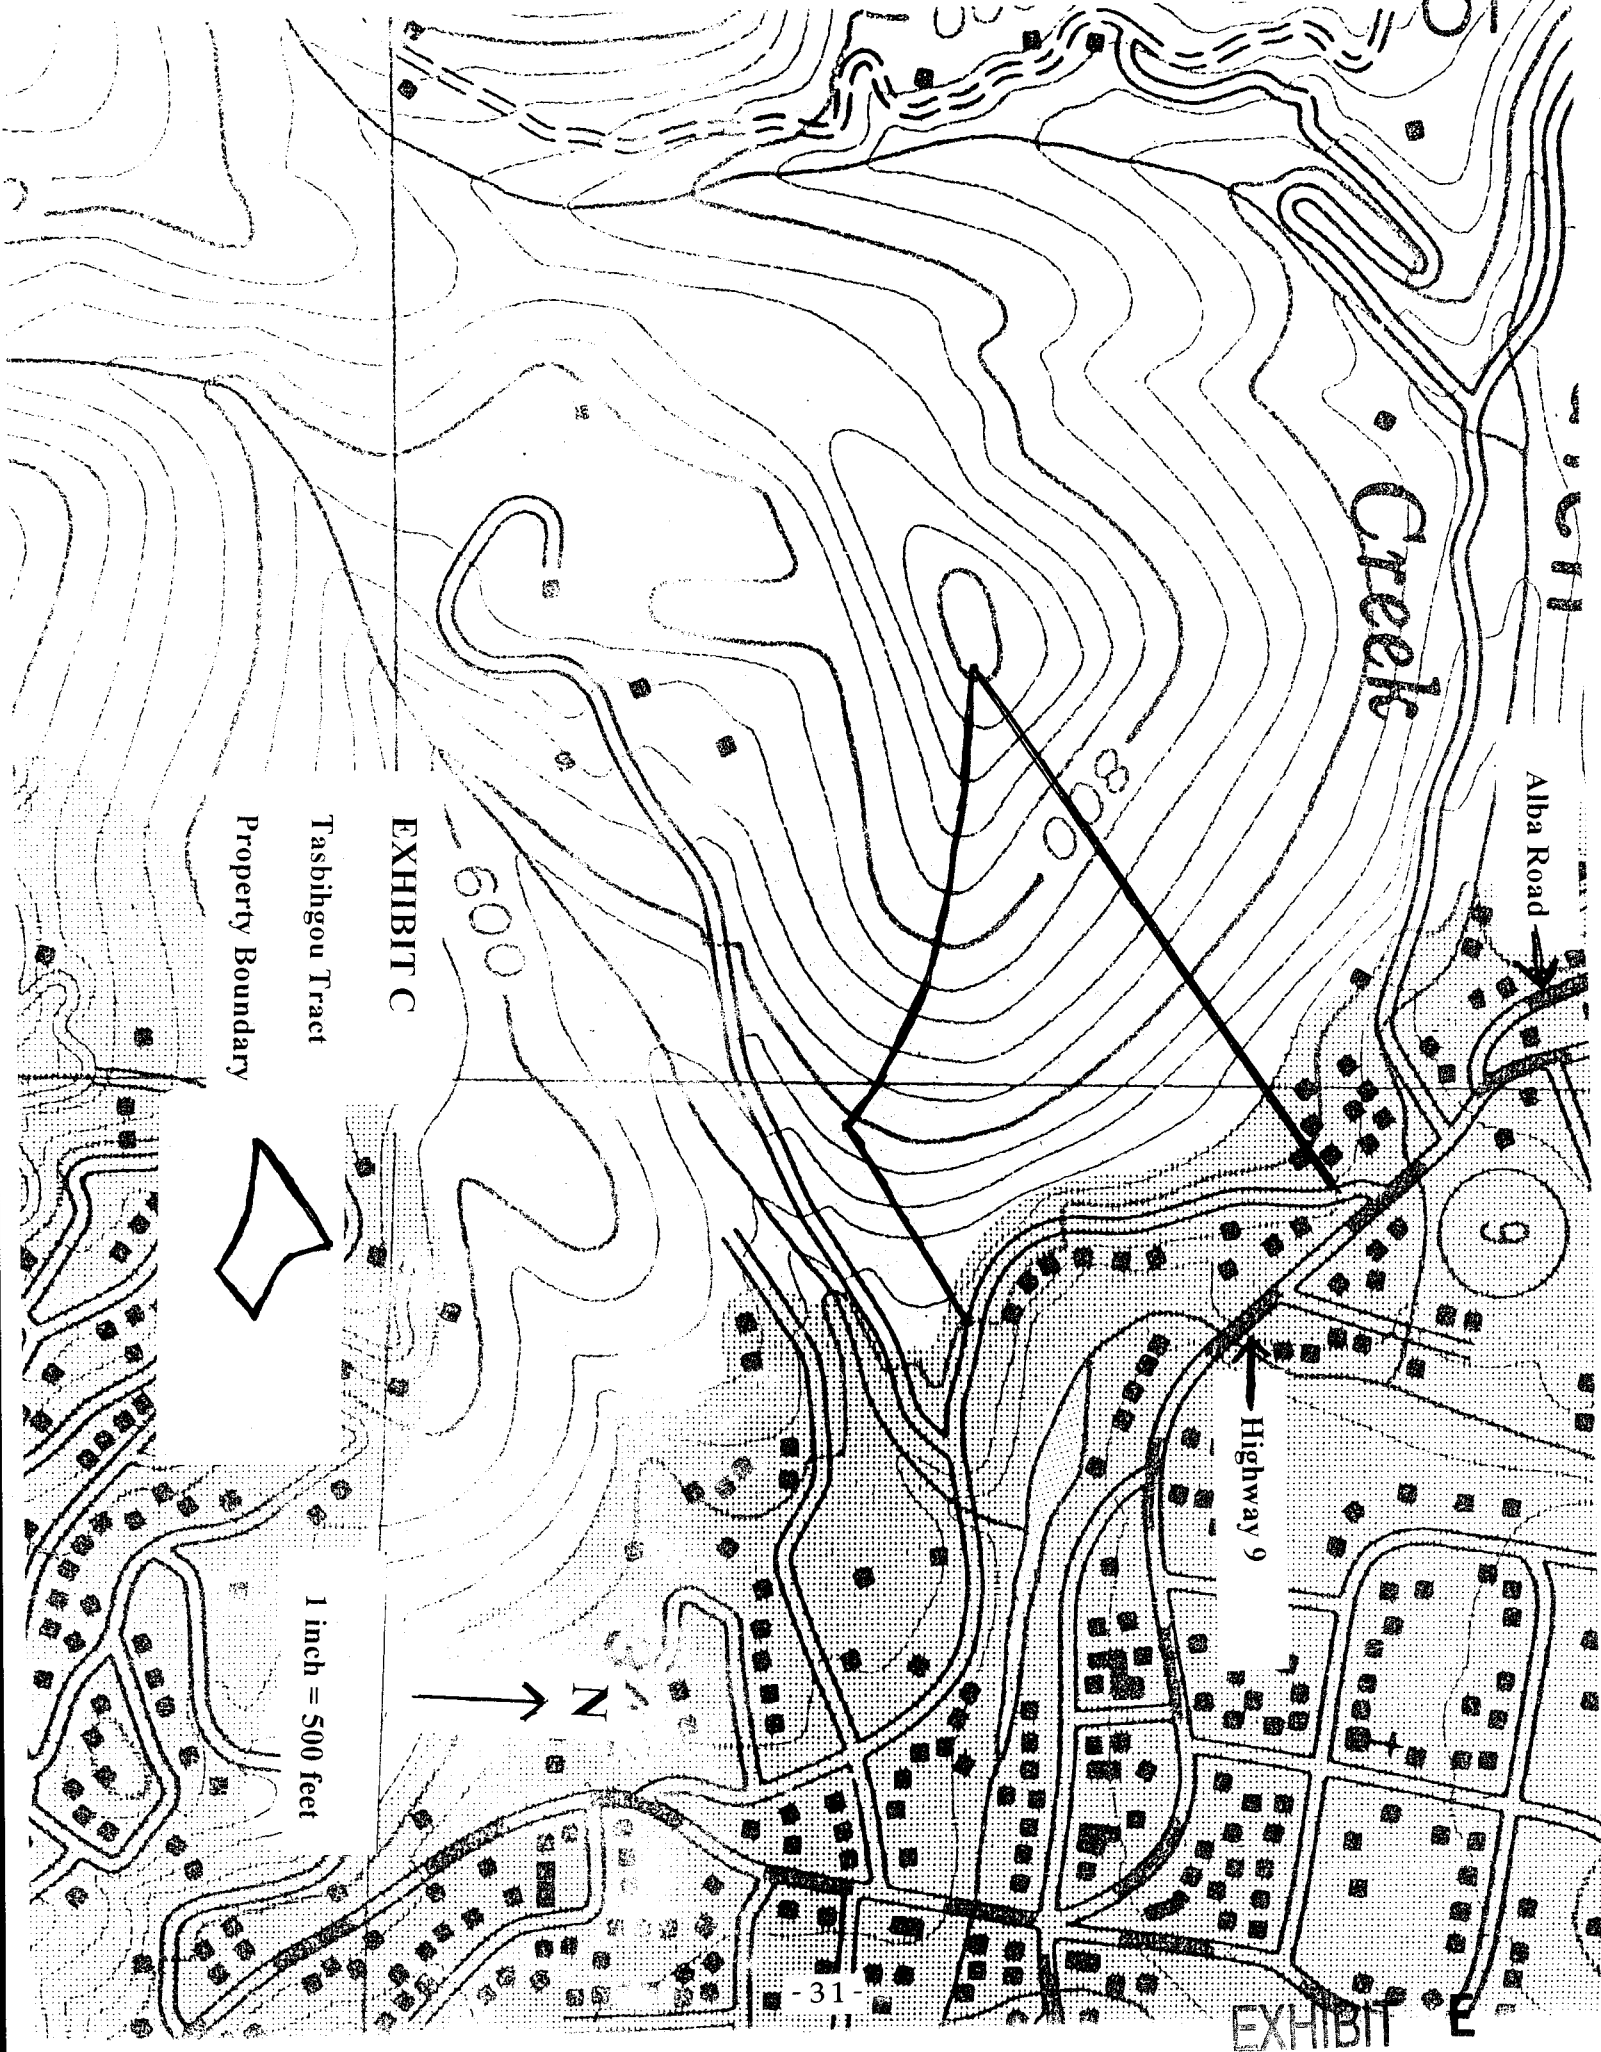 Creek
Alba Road
800
9
Highway 9
600
EXHIBIT C
Tasbihgou Tract
Property Boundary
N
1 inch = 500 feet
- 31 -
EXHIBIT E